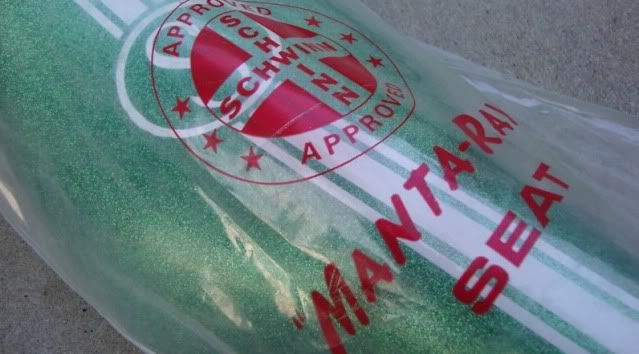 APPROVED
SCHWINN
SCHWINN
APPROVED
"MANTA-RAY
SEAT